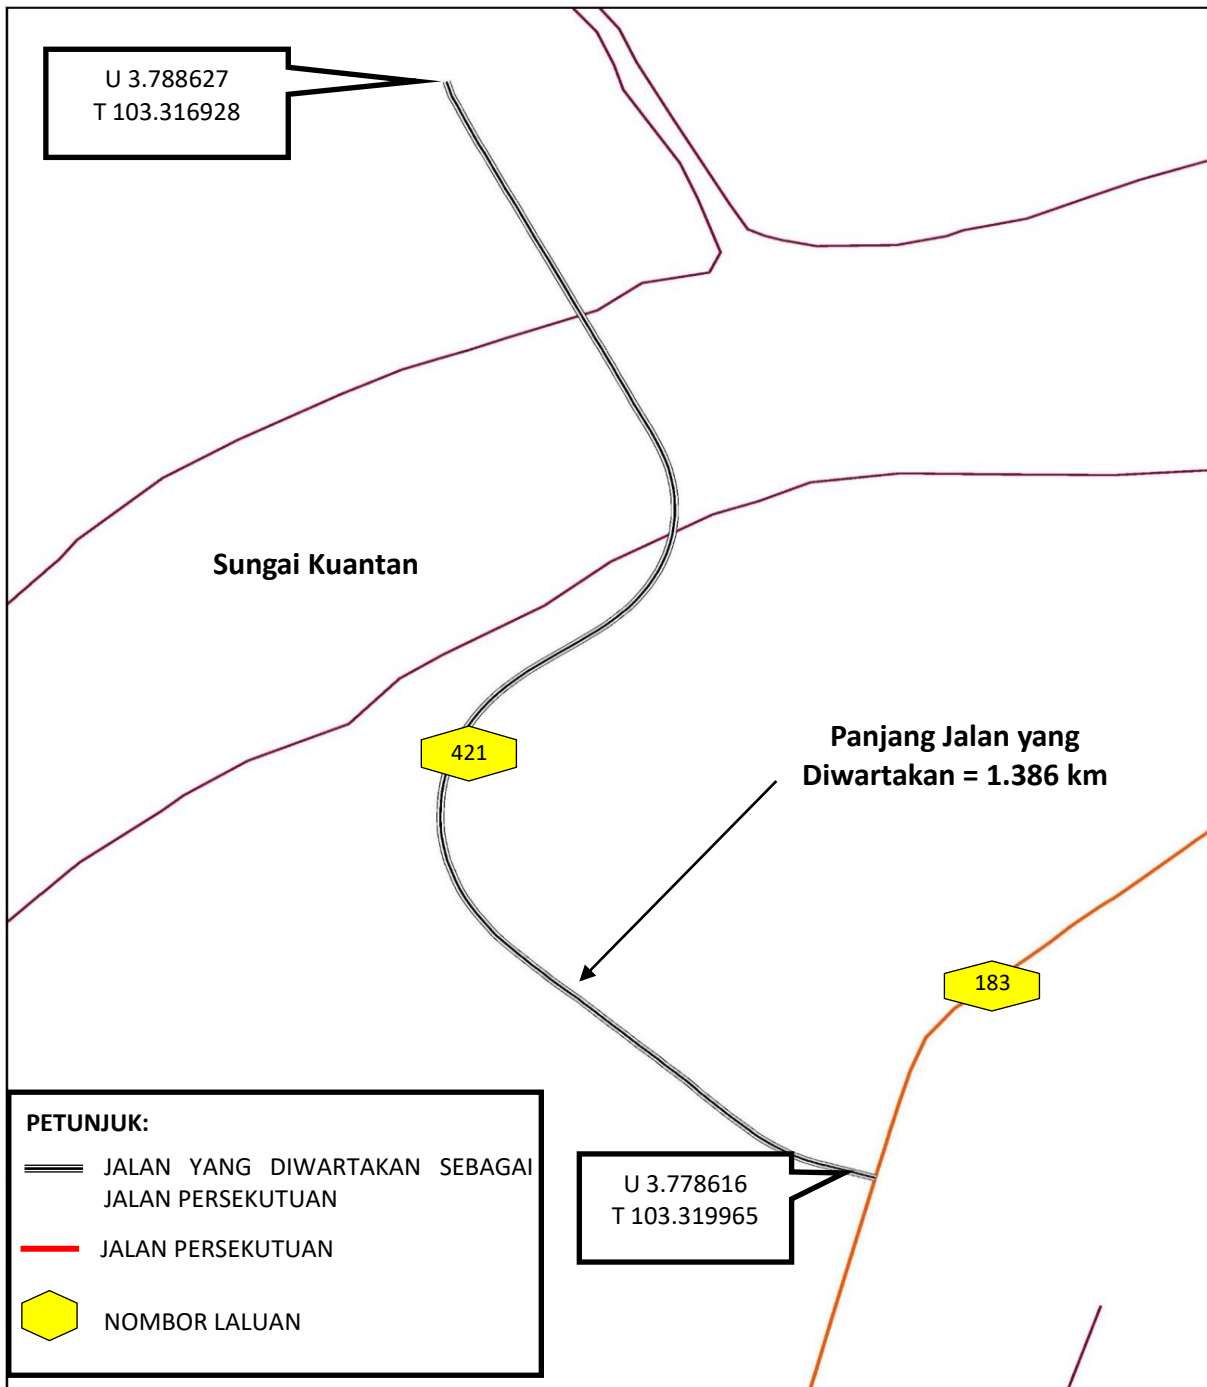 U 3.788627
T 103.316928
Sungai Kuantan
421
Panjang Jalan yang
Diwartakan = 1.386 km
183
PETUNJUK:
JALAN YANG DIWARTAKAN SEBAGAI
JALAN PERSEKUTUAN
JALAN PERSEKUTUAN
NOMBOR LALUAN
U 3.778616
T 103.319965